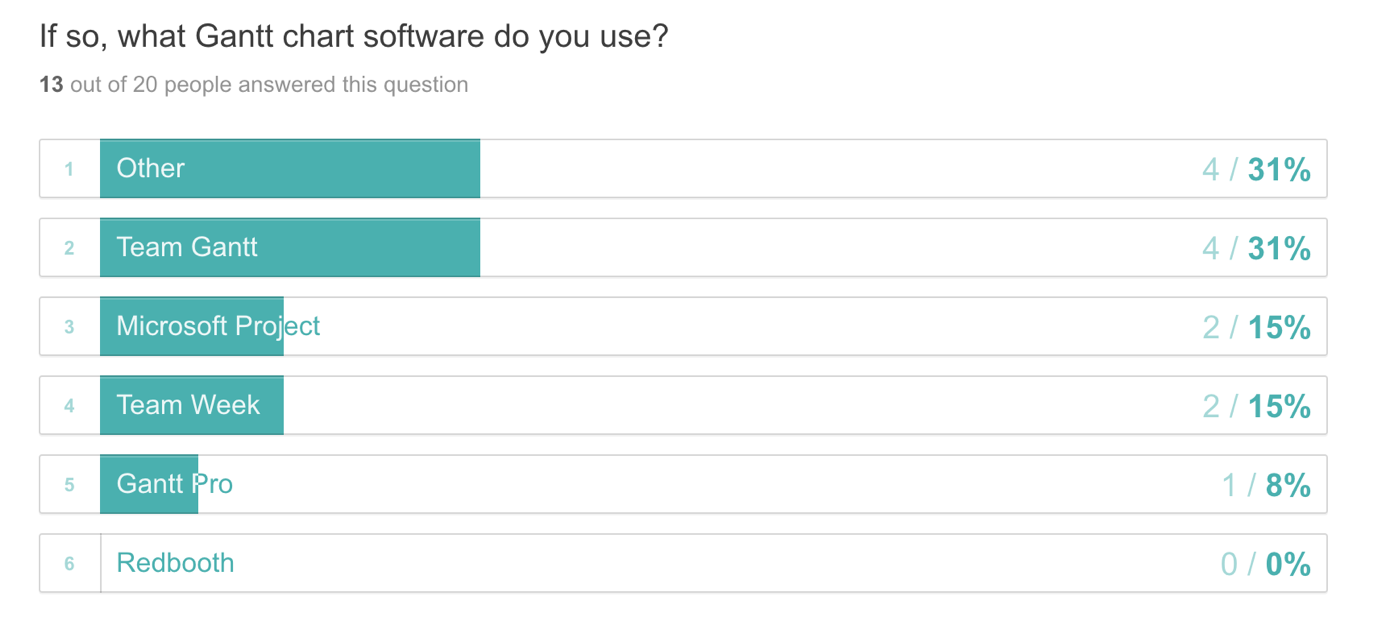 If so, what Gantt chart software do you use?
13 out of 20 people answered this question
1 Other 4 / 31%
2 Team Gantt 4 / 31%
3 Microsoft Project 2 / 15%
4 Team Week 2 / 15%
5 Gantt Pro 1 / 8%
6 Redbooth 0 / 0%